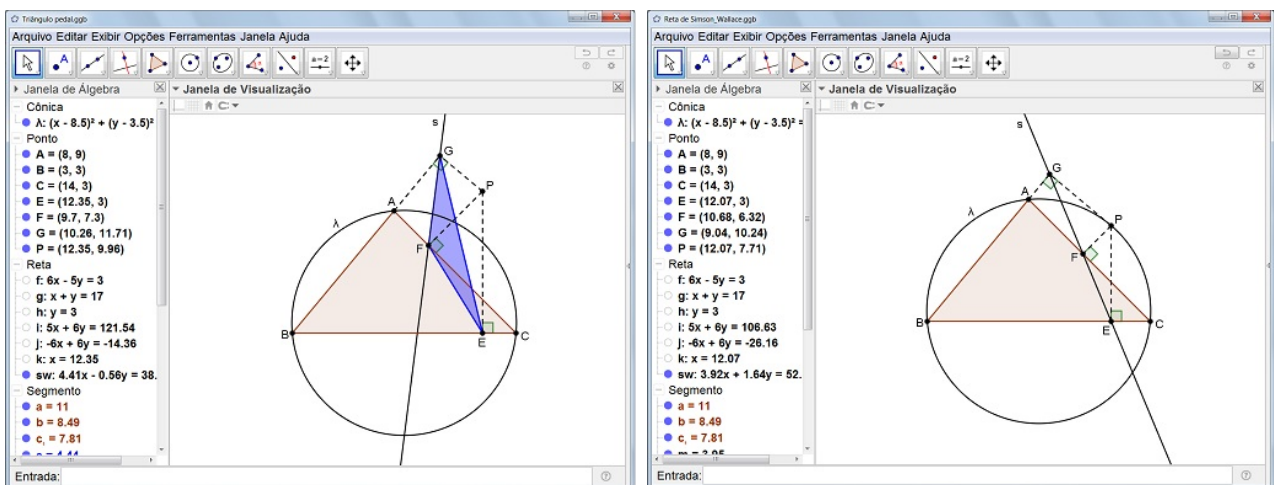 Triângulo pedal.ggb
Arquivo Editar Exibir Opções Ferramentas Janela Ajuda
A
a=2
Janela de Álgebra
Janela de Visualização
Cônica
λ: (x - 8.5)² + (y - 3.5)²
Ponto
A = (8, 9)
B = (3, 3)
C = (14, 3)
E = (12.35, 3)
F = (9.7, 7.3)
G = (10.26, 11.71)
P = (12.35, 9.96)
Reta
f: 6x - 5y = 3
g: x + y = 17
h: y = 3
i: 5x + 6y = 121.54
j: -6x + 6y = -14.36
k: x = 12.35
sw: 4.41x - 0.56y = 38.
Segmento
a = 11
b = 8.49
c, = 7.81
s
G
P
A
λ
F
B
E
C
Entrada:
Reta de Simson_Wallace.ggb
Arquivo Editar Exibir Opções Ferramentas Janela Ajuda
A
a=2
Janela de Álgebra
Janela de Visualização
Cônica
λ: (x - 8.5)² + (y - 3.5)² =
Ponto
A = (8, 9)
B = (3, 3)
C = (14, 3)
E = (12.07, 3)
F = (10.68, 6.32)
G = (9.04, 10.24)
P = (12.07, 7.71)
Reta
f: 6x - 5y = 3
g: x + y = 17
h: y = 3
i: 5x + 6y = 106.63
j: -6x + 6y = -26.16
k: x = 12.07
sw: 3.92x + 1.64y = 52.
Segmento
a = 11
b = 8.49
c, = 7.81
s
G
A
λ
P
F
B
E
C
Entrada: